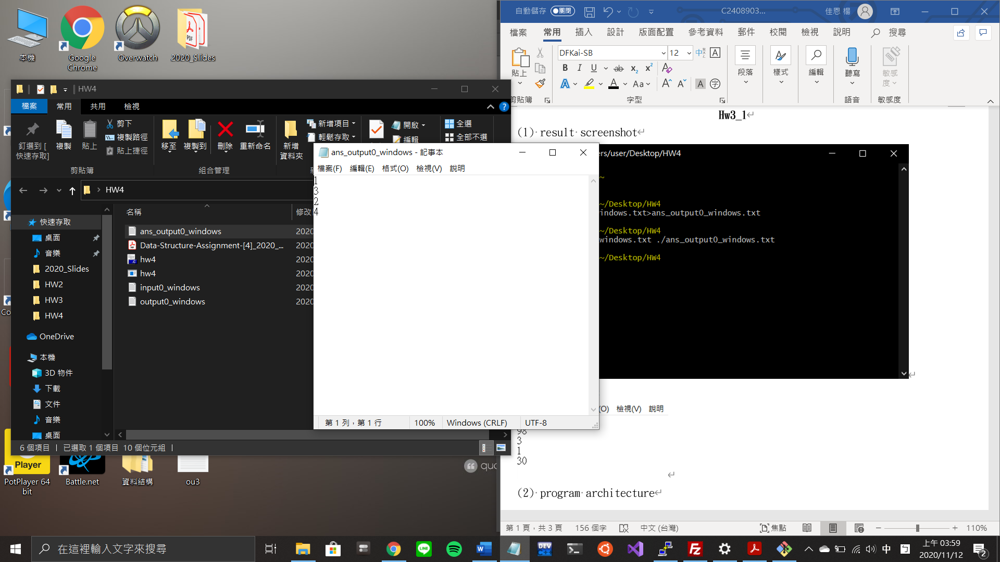 本機
Google Chrome
Overwatch
2020_Slides
HW4
檔案
常用
共用
檢視
釘選到 [
快速存取]
複製
貼上
剪下
複製路徑
貼上捷徑
剪貼簿
移至
複製到
刪除
重新命名
組合管理
新增
資料夾
新增項目
輕鬆存取
開啟
編輯
全選
全部不選
HW4
快速存取
桌面
音樂
2020_Slides
HW2
HW3
HW4
OneDrive
本機
3D 物件
下載
文件
音樂
桌面
名稱
修改
ans_output0_windows
2020
Data-Structure-Assignment-[4]_2020_...
2020
hw4
2020
hw4
2020
input0_windows
2020
output0_windows
2020
6 個項目
已選取 1 個項目 10 個位元組
Co
Player
PotPlayer 64 bit
Battle.net
資料結構
ou3
ans_output0_windows - 記事本
檔案(F) 編輯(E) 格式(O) 檢視(V) 說明
1
3
2
4
第 1 列，第 1 行
100%
Windows (CRLF)
UTF-8
自動儲存
關閉
C2408903...
佳恩 楊
檔案 常用 插入 設計 版面配置 參考資料 郵件 校閱 檢視 說明 搜尋
貼上
剪貼簿
DFKai-SB
12
B I U ab x2 x2
A A Aa A A A 字
字型
段落
樣式
編輯
聽寫
語音
敏感
度
敏感度
Hw3_1
(1) result screenshot
ers/user/Desktop/HW4
~
~/Desktop/HW4
indows.txt>ans_output0_windows.txt
~/Desktop/HW4
windows.txt ./ans_output0_windows.txt
~/Desktop/HW4
(O) 檢視(V) 說明
98
3
1
30
(2) program architecture
第 1 頁，共 3 頁
156 個字
中文 (台灣)
焦點
110%
在這裡輸入文字來搜尋
LINE
DEV
C++
中
上午 03:59
2020/11/12
2